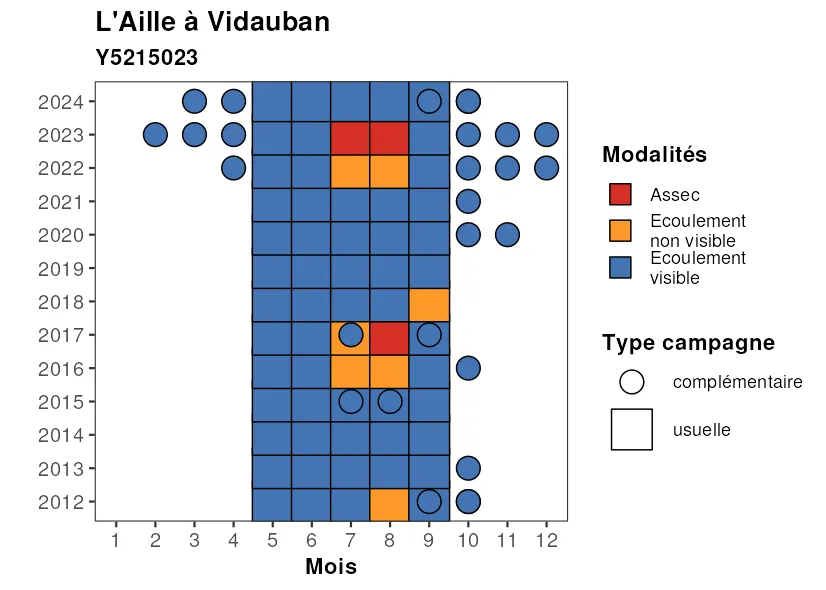 L'Aille à Vidauban
Y5215023
2024
2023
2022
2021
2020
2019
2018
2017
2016
2015
2014
2013
2012
1 2 3 4 5 6 7 8 9 10 11 12
Mois
Modalités
Assec
Ecoulement
non visible
Ecoulement
visible
Type campagne
complémentaire
usuelle